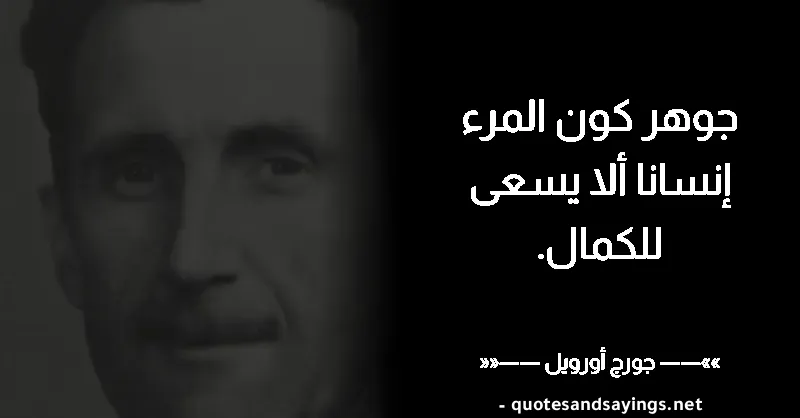 جوهر كون المرء
إنسانا ألا يسعى
للكمال.
»»—— جورج أورويل ——««
- quotesandsayings.net